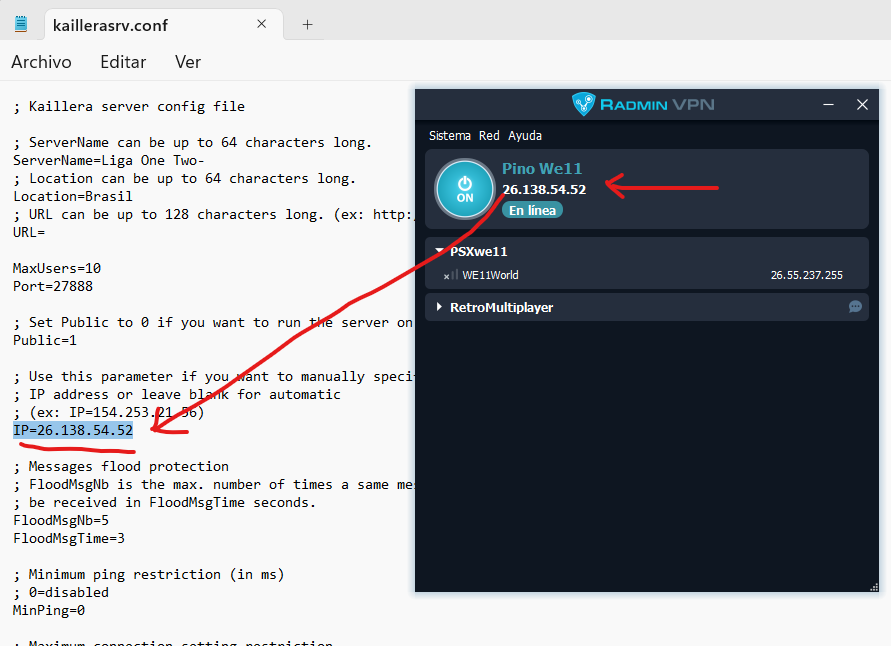 kaillerasrv.conf
Archivo Editar Ver
; Kaillera server config file
; ServerName can be up to 64 characters long.
ServerName=Liga One Two-
; Location can be up to 64 characters long.
Location=Brasil
; URL can be up to 128 characters long. (ex: http:
URL=
MaxUsers=10
Port=27888
; Set Public to 0 if you want to run the server on
Public=1
; Use this parameter if you want to manually speci
; IP address or leave blank for automatic
; (ex: IP=154.253.21.56)
IP=26.138.54.52
; Messages flood protection
; FloodMsgNb is the max. number of times a same me
; be received in FloodMsgTime seconds.
FloodMsgNb=5
FloodMsgTime=3
; Minimum ping restriction (in ms)
; 0=disabled
MinPing=0
; Maximum connection setting restriction
RADMIN VPN
Sistema Red Ayuda
ON
Pino We11
26.138.54.52
En línea
PSXwe11
WE11World 26.55.237.255
RetroMultiplayer